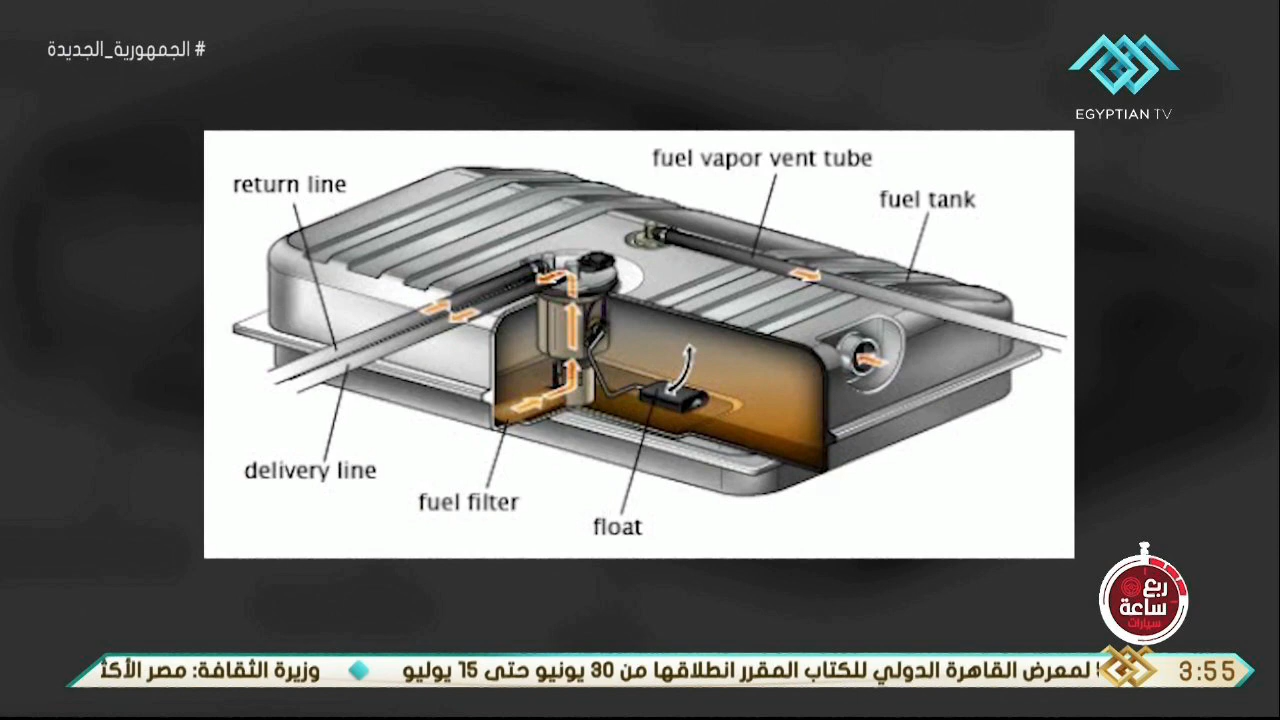 # الجمهورية_الجديدة
EGYPTIAN TV
fuel vapor vent tube
return line
fuel tank
delivery line
fuel filter
float
ربع
ساعة
سيارات
لمعرض القاهرة الدولي للكتاب المقرر انطلاقها من 30 يونيو حتى 15 يوليو
وزيرة الثقافة: مصر
3:55